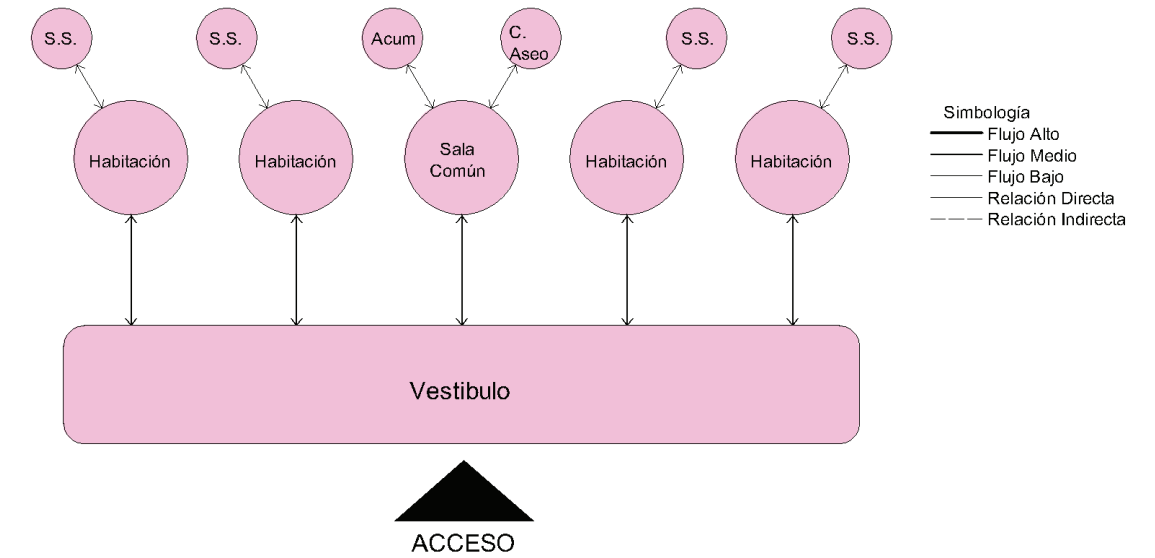 S.S.
S.S.
Acum
C.
Aseo
S.S.
S.S.
Habitación
Habitación
Sala
Común
Habitación
Habitación
Simbología
Flujo Alto
Flujo Medio
Flujo Bajo
Relación Directa
Relación Indirecta
Vestibulo
ACCESO